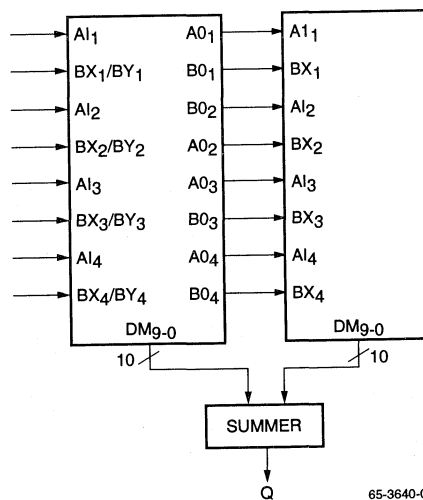 AI1 A01 A11
BX1/BY1 B01 BX1
AI2 B02 AI2
BX2/BY2 A02 BX2
AI3 A03 AI3
BX3/BY3 B03 BX3
AI4 A04 AI4
BX4/BY4 B04 BX4
DM9-0 DM9-0
10 10
SUMMER
Q
65-3640-0